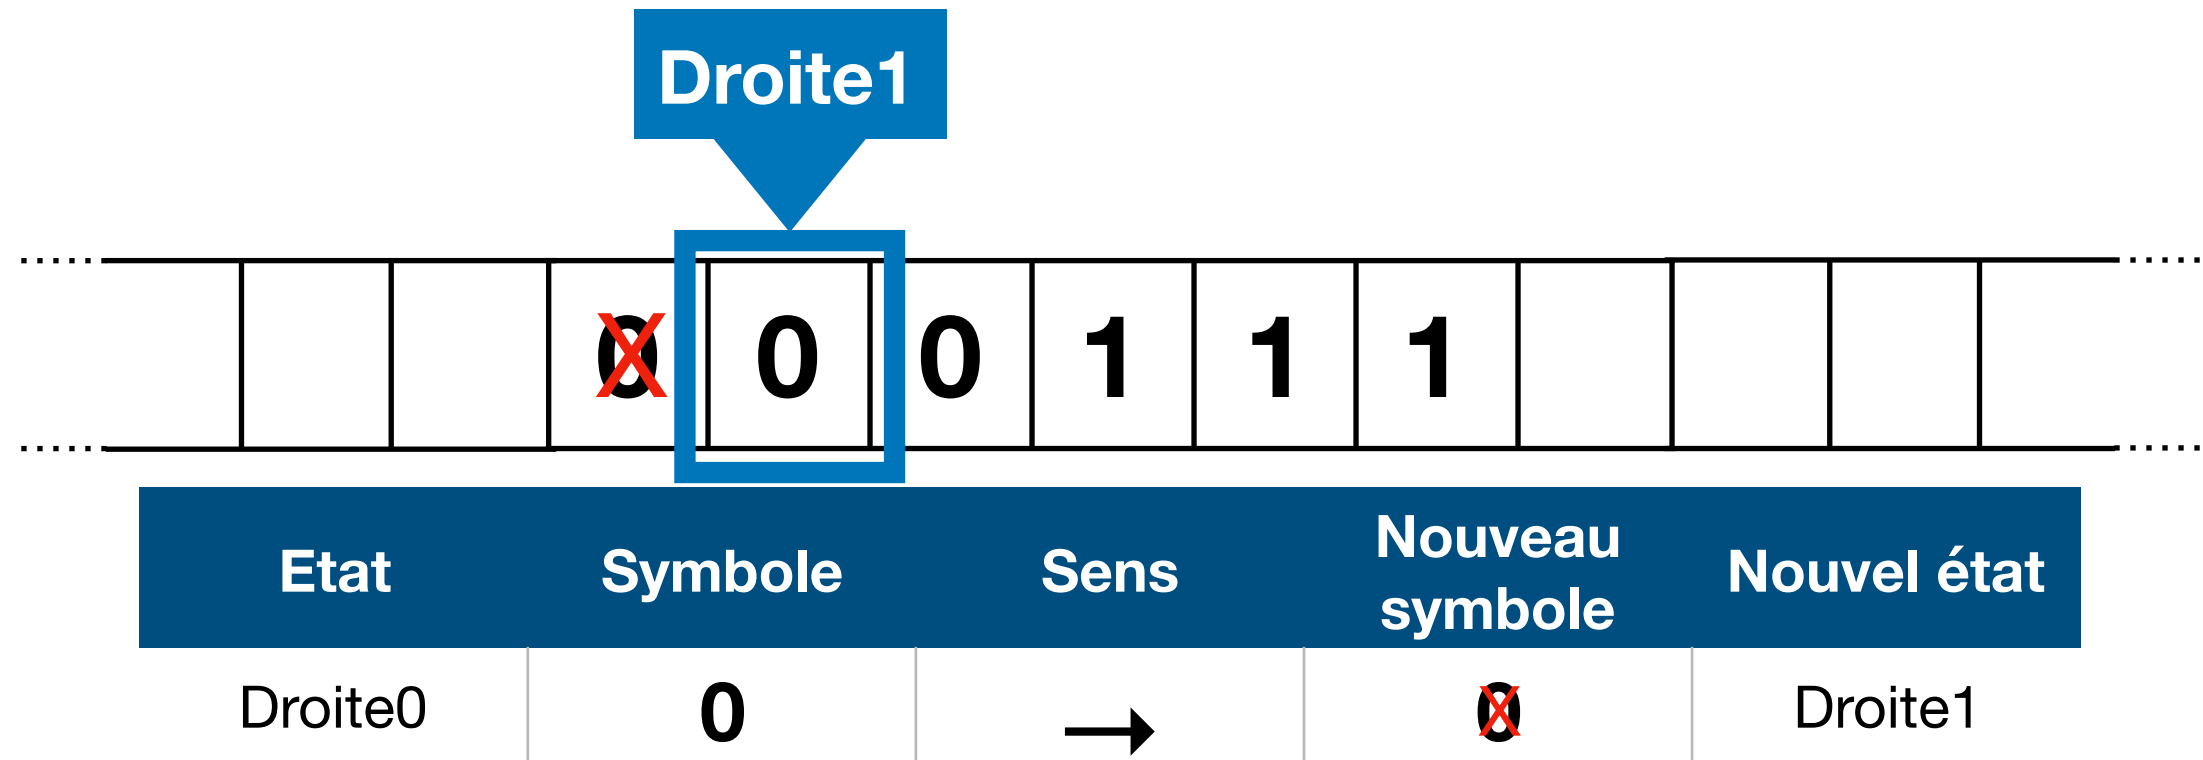 Droite1
0 0 0 1 1 1
Etat Symbole Sens Nouveau symbole Nouvel état
Droite0 0 → 0 Droite1